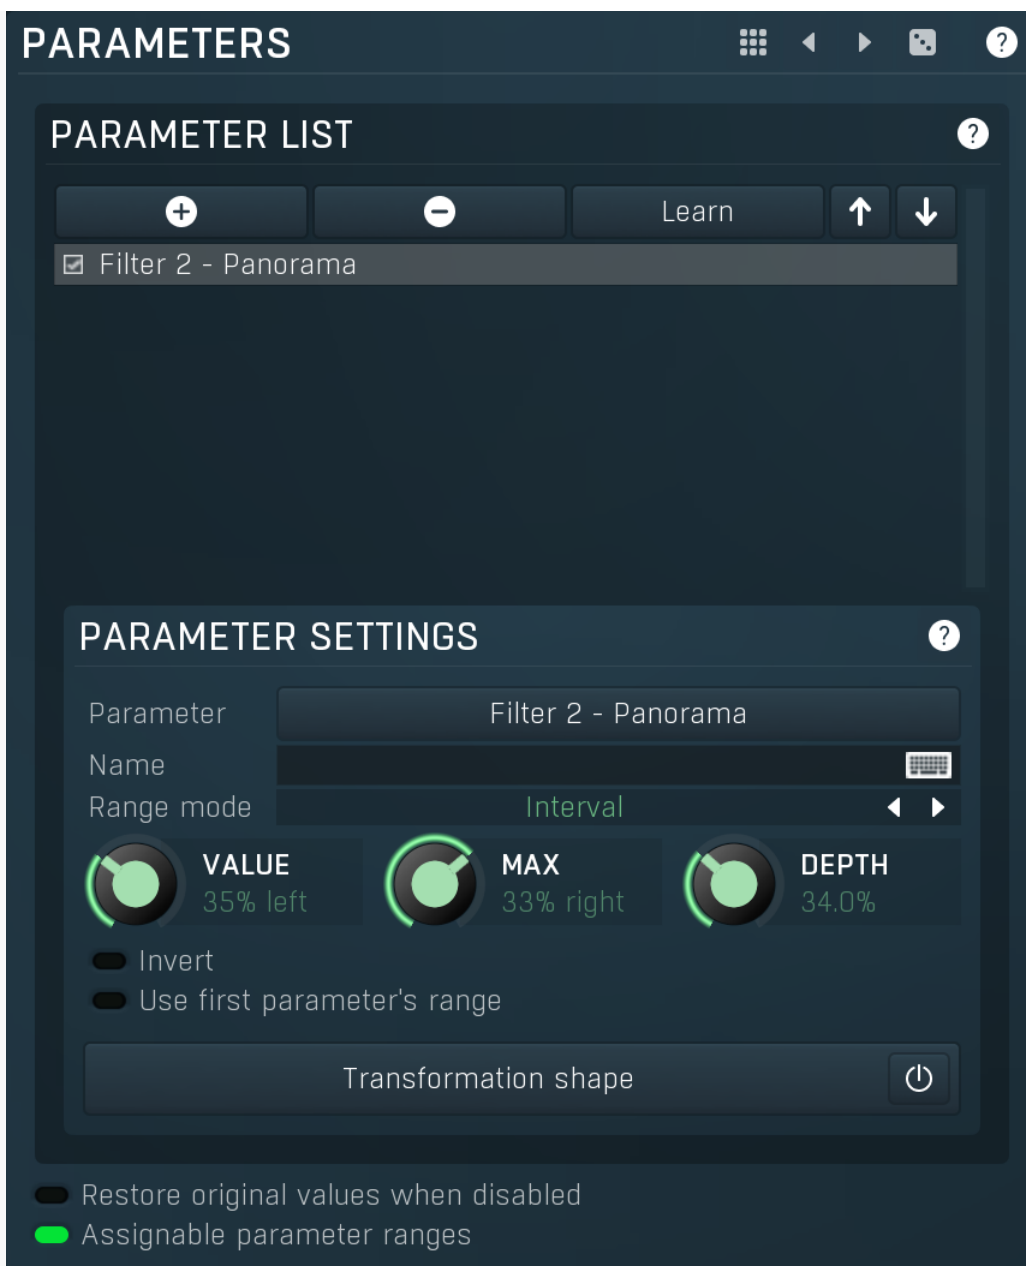 PARAMETERS
?
PARAMETER LIST
?
Learn
Filter 2 - Panorama
PARAMETER SETTINGS
?
Parameter Filter 2 - Panorama
Name
Range mode Interval
VALUE MAX DEPTH
35% left 33% right 34.0%
Invert
Use first parameter's range
Transformation shape
Restore original values when disabled
Assignable parameter ranges